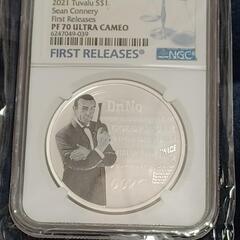 2021 Tuvalu S$1
Sean Connery
First Releases
PF 70 ULTRA CAMEO
6247049-039
NGC
FIRST RELEASES
Dr.No
007